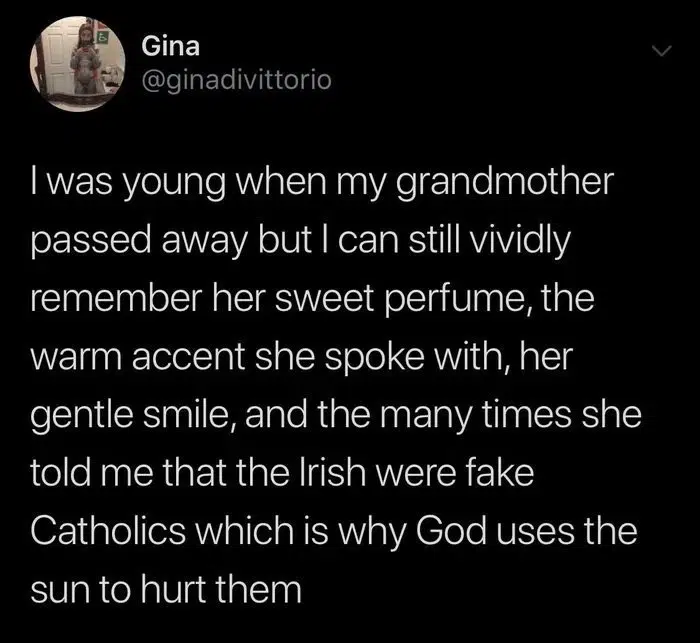 Gina
@ginadivittorio
I was young when my grandmother
passed away but I can still vividly
remember her sweet perfume, the
warm accent she spoke with, her
gentle smile, and the many times she
told me that the Irish were fake
Catholics which is why God uses the
sun to hurt them